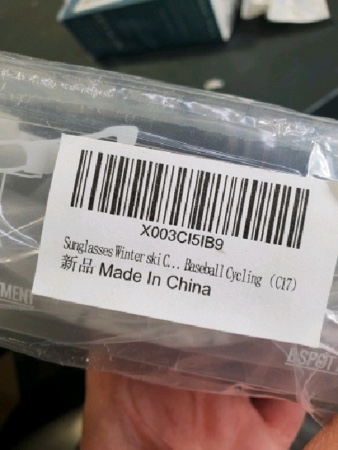 X003CI5IB9
Sunglasses Winter ski C... Baseball Cycling (C17)
新品 Made In China